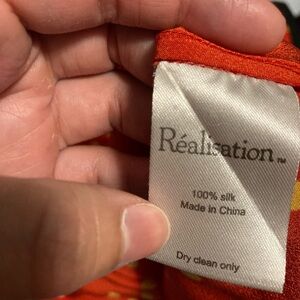 Réalisation™
100% silk
Made in China
Dry clean only